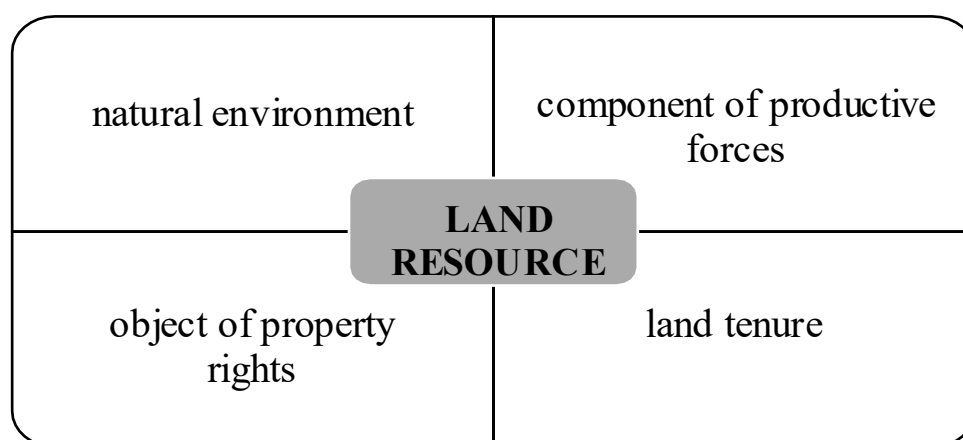 natural environment
component of productive
forces
LAND
RESOURCE
object of property
rights
land tenure